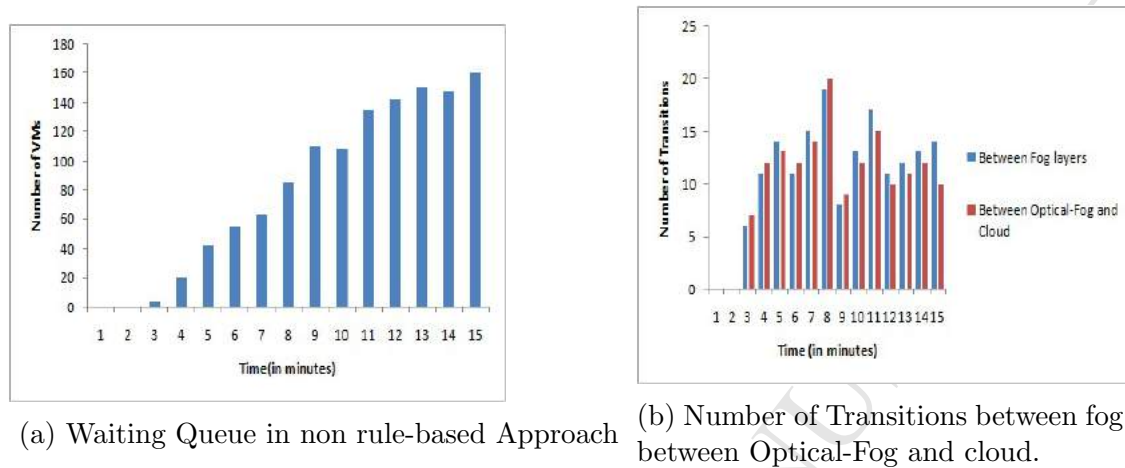 180
160
140
120
100
80
60
40
20
0
Number of VMs
1 2 3 4 5 6 7 8 9 10 11 12 13 14 15
Time(in minutes)
(a) Waiting Queue in non rule-based Approach
25
20
15
10
5
0
Number of Transitions
1 2 3 4 5 6 7 8 9 10 11 12 13 14 15
Time (in minutes)
Between Fog layers
Between Optical-Fog and
Cloud
(b) Number of Transitions between fog
between Optical-Fog and cloud.